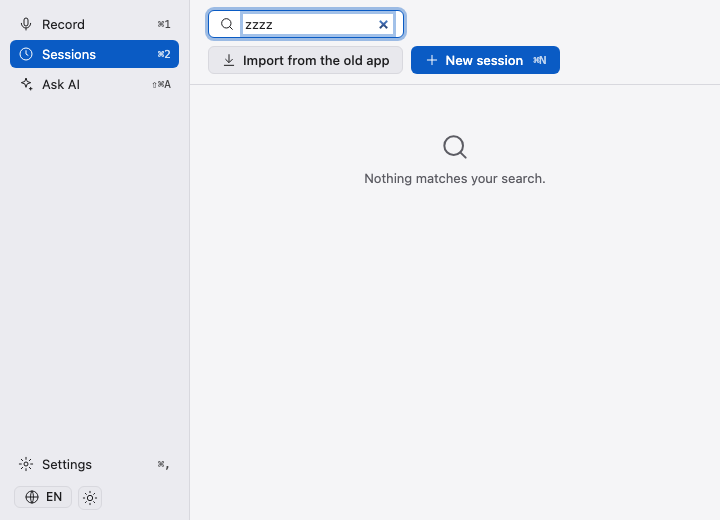 Record ⌘1
Sessions ⌘2
Ask AI ⇧⌘A
zzzz
Import from the old app
New session ⌘N
Nothing matches your search.
Settings ⌘,
EN